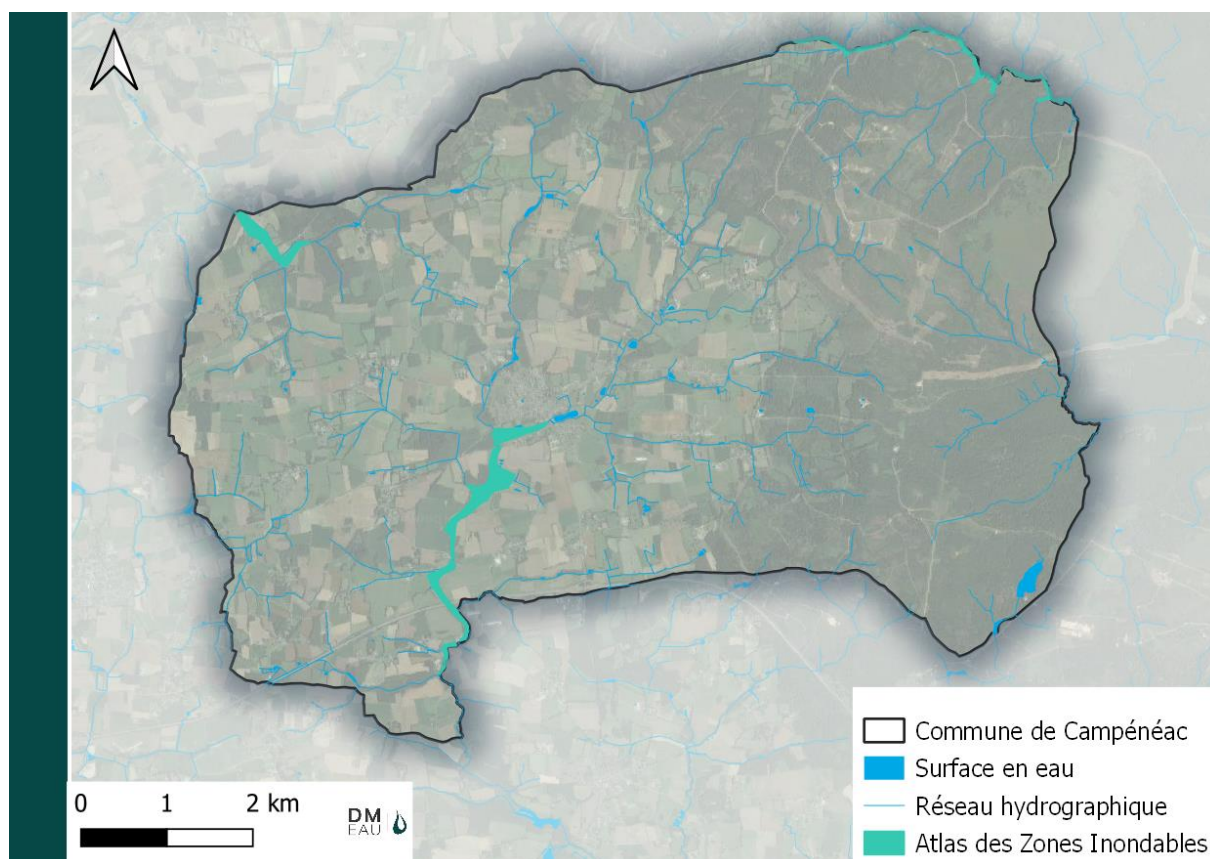 Commune de Campénéac
Surface en eau
Réseau hydrographique
Atlas des Zones Inondables
0 1 2 km
DM
EAU